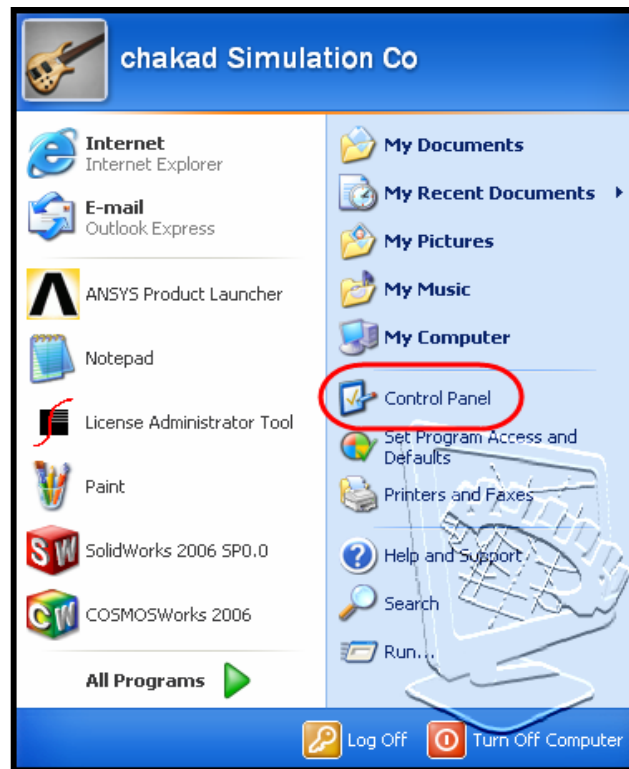 chakad Simulation Co
Internet
Internet Explorer
E-mail
Outlook Express
ANSYS Product Launcher
Notepad
License Administrator Tool
Paint
SolidWorks 2006 SP0.0
COSMOSWorks 2006
All Programs
My Documents
My Recent Documents
My Pictures
My Music
My Computer
Control Panel
Set Program Access and
Defaults
Printers and Faxes
Help and Support
Search
Run...
Log Off
Turn Off Computer